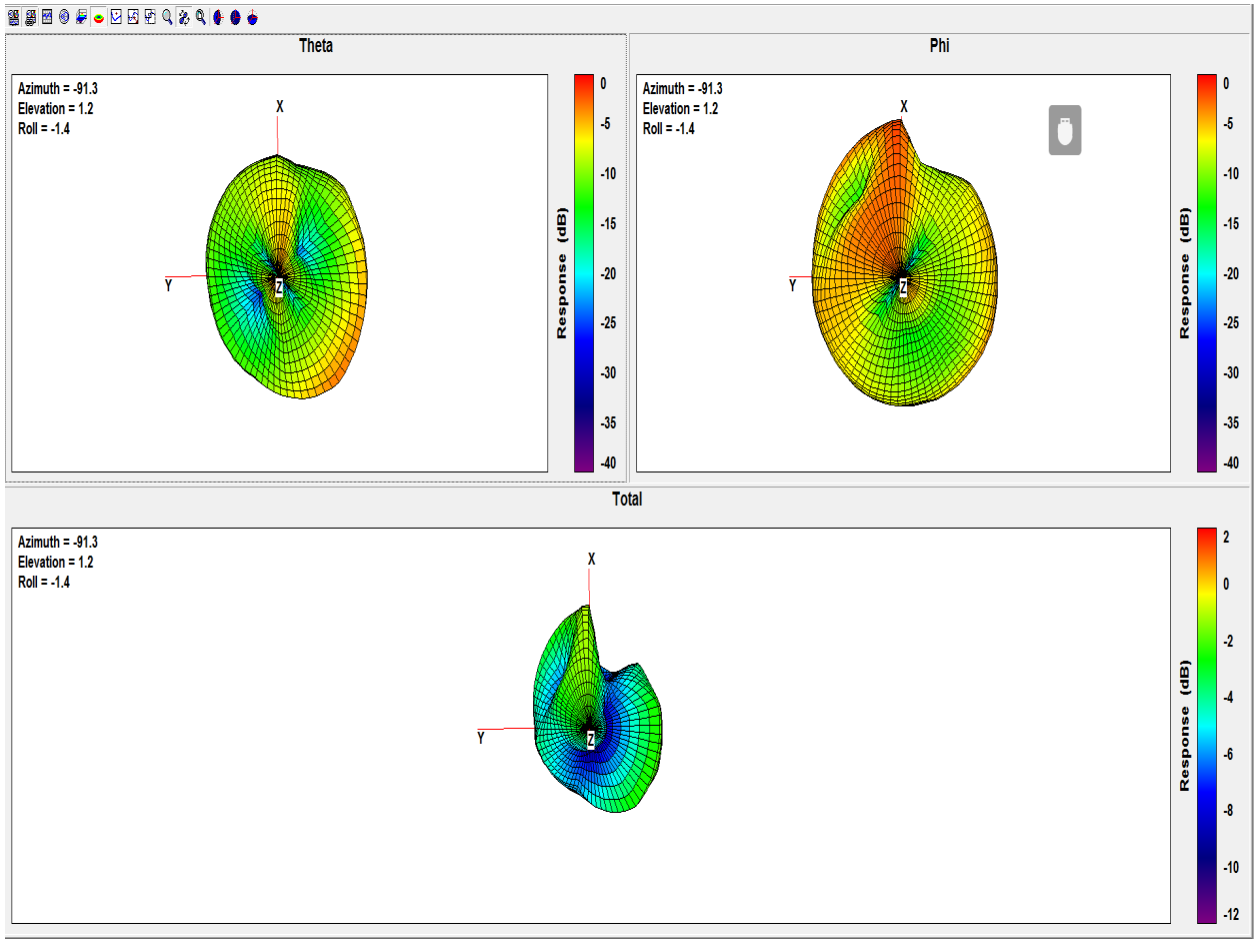 Theta
Azimuth = -91.3
Elevation = 1.2
Roll = -1.4
X
Y
Z
0
-5
-10
-15
-20
-25
-30
-35
-40
Response (dB)
Phi
Azimuth = -91.3
Elevation = 1.2
Roll = -1.4
X
Y
Z
0
-5
-10
-15
-20
-25
-30
-35
-40
Response (dB)
Total
Azimuth = -91.3
Elevation = 1.2
Roll = -1.4
X
Y
Z
2
0
-2
-4
-6
-8
-10
-12
Response (dB)